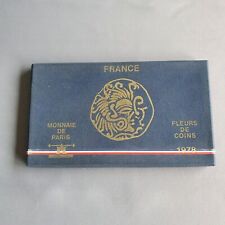 FRANCE
MONNAIE
DE
PARIS
FLEURS
DE
COINS
1978